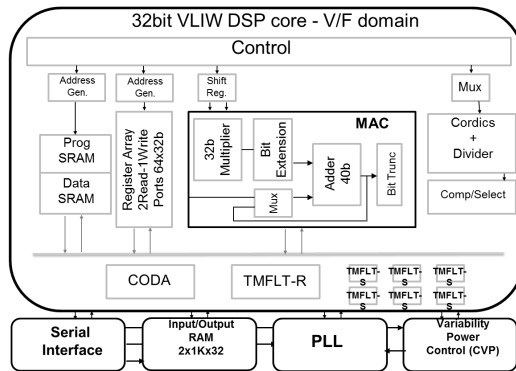 32bit VLIW DSP core - V/F domain
Control
Address
Gen.
Address
Gen.
Shift
Reg.
Mux
Prog
SRAM
Data
SRAM
Register Array
2Read-1Write
Ports 64x32b
MAC
32b
Multiplier
Bit
Extension
Mux
Adder
40b
Bit Trunc
Cordics
+
Divider
Comp/Select
CODA
TMFLT-R
TMFLT-
S
TMFLT-
S
TMFLT-
S
TMFLT-
S
TMFLT-
S
TMFLT-
S
Serial
Interface
Input/Output
RAM
2x1Kx32
PLL
Variability
Power
Control (CVP)